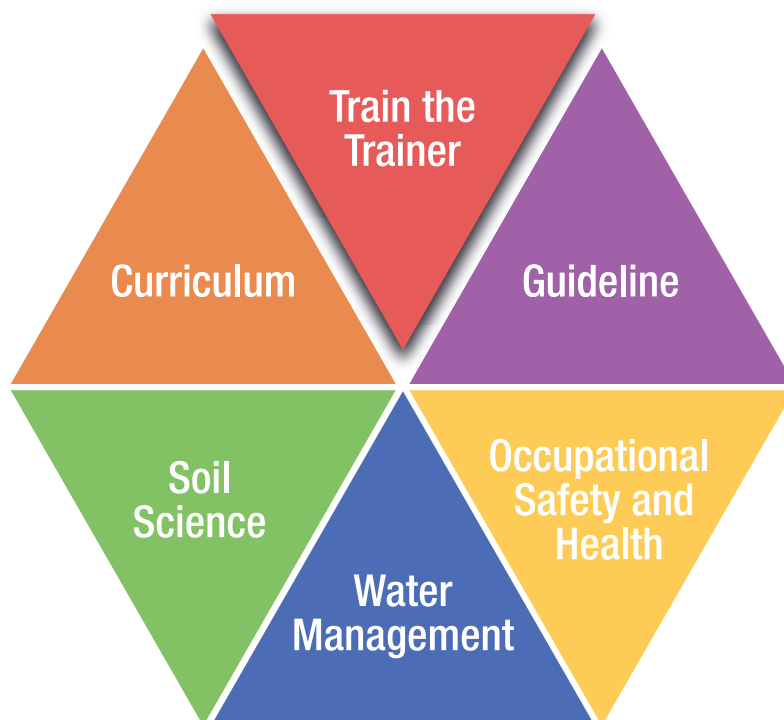 Train the
Trainer
Curriculum
Guideline
Soil
Science
Occupational
Safety and
Health
Water
Management